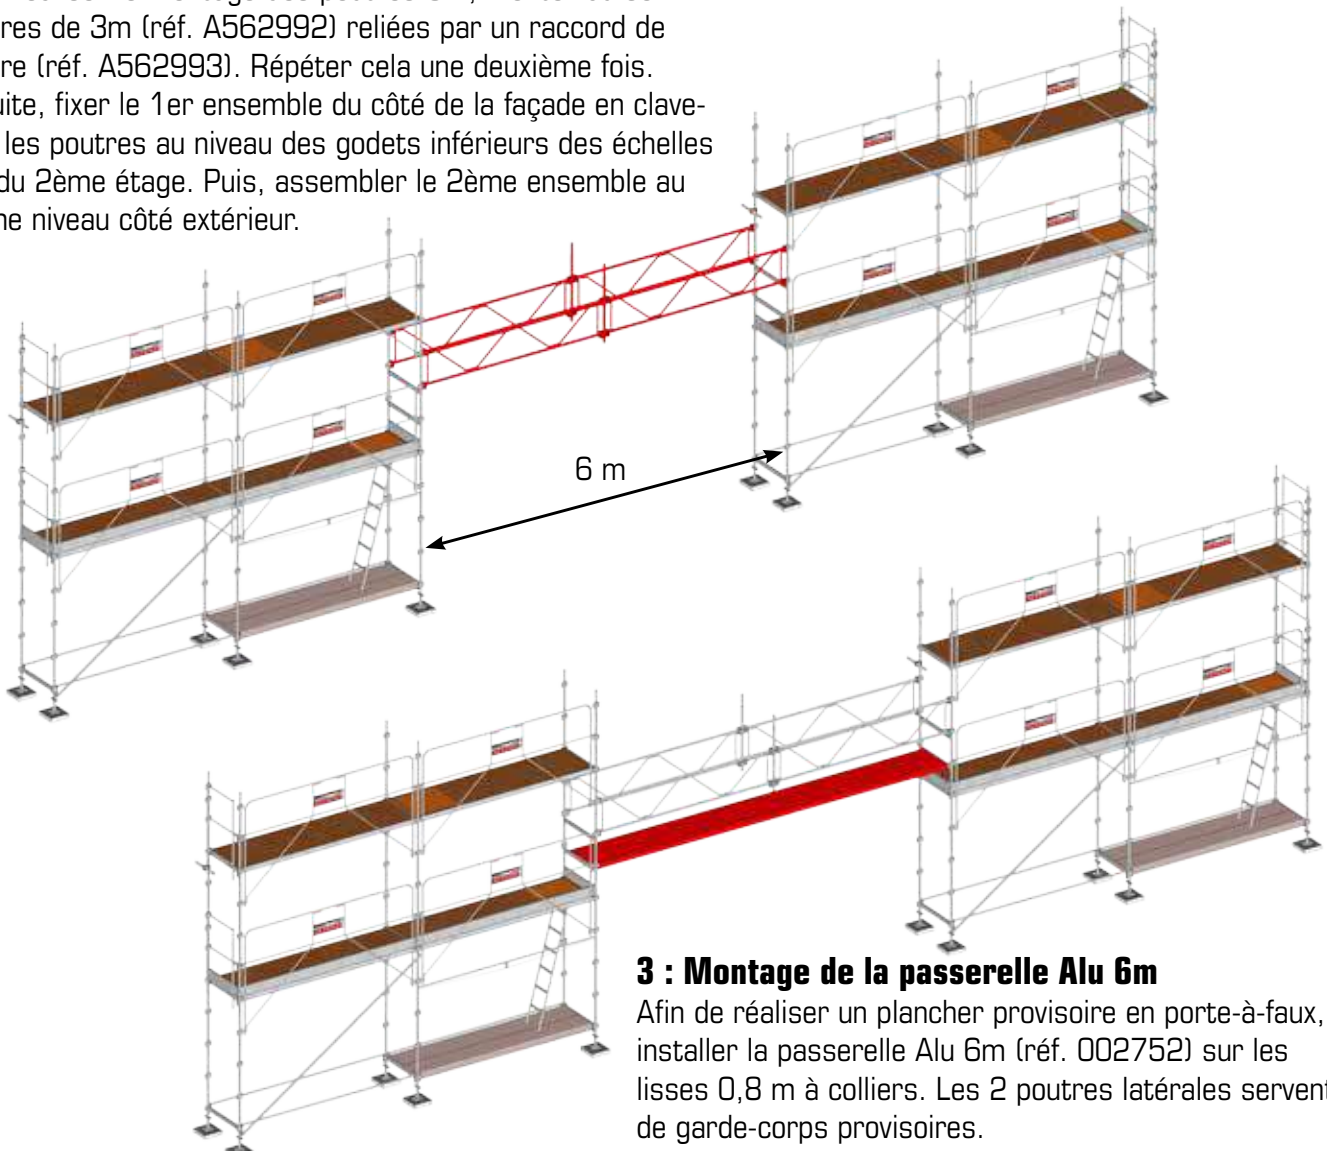 res de 3m (réf. A562992) reliées par un raccord de
re (réf. A562993). Répéter cela une deuxième fois.
uite, fixer le 1er ensemble du côté de la façade en clave-
les poutres au niveau des godets inférieurs des échelles
du 2ème étage. Puis, assembler le 2ème ensemble au
ne niveau côté extérieur.
6 m
3 : Montage de la passerelle Alu 6m
Afin de réaliser un plancher provisoire en porte-à-faux,
installer la passerelle Alu 6m (réf. 002752) sur les
lisses 0,8 m à colliers. Les 2 poutres latérales servent
de garde-corps provisoires.